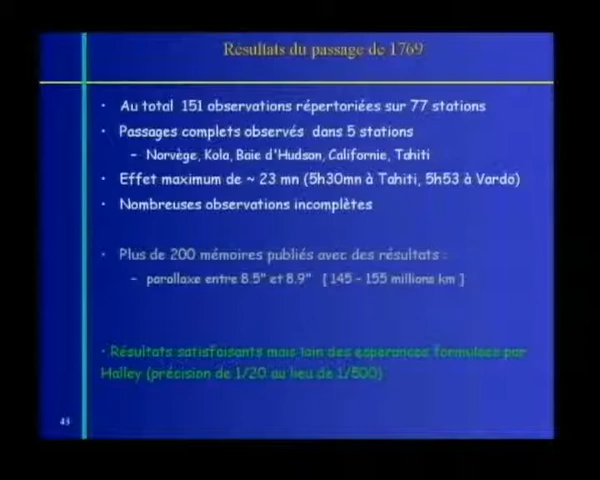 Résultats du passage de 1769
· Au total 151 observations répertoriées sur 77 stations
· Passages complets observés dans 5 stations
– Norvège, Kola, Baie d'Hudson, Californie, Tahiti
· Effet maximum de ~ 23 mn (5h30mn à Tahiti, 5h53 à Vardo)
· Nombreuses observations incomplètes
· Plus de 200 mémoires publiés avec des résultats :
– parallaxe entre 8.5" et 8.9" [ 145 – 155 millions km ]
· Résultats satisfaisants mais loin des esperances formulees par
Halley (précision de 1/20 au lieu de 1/500)
43